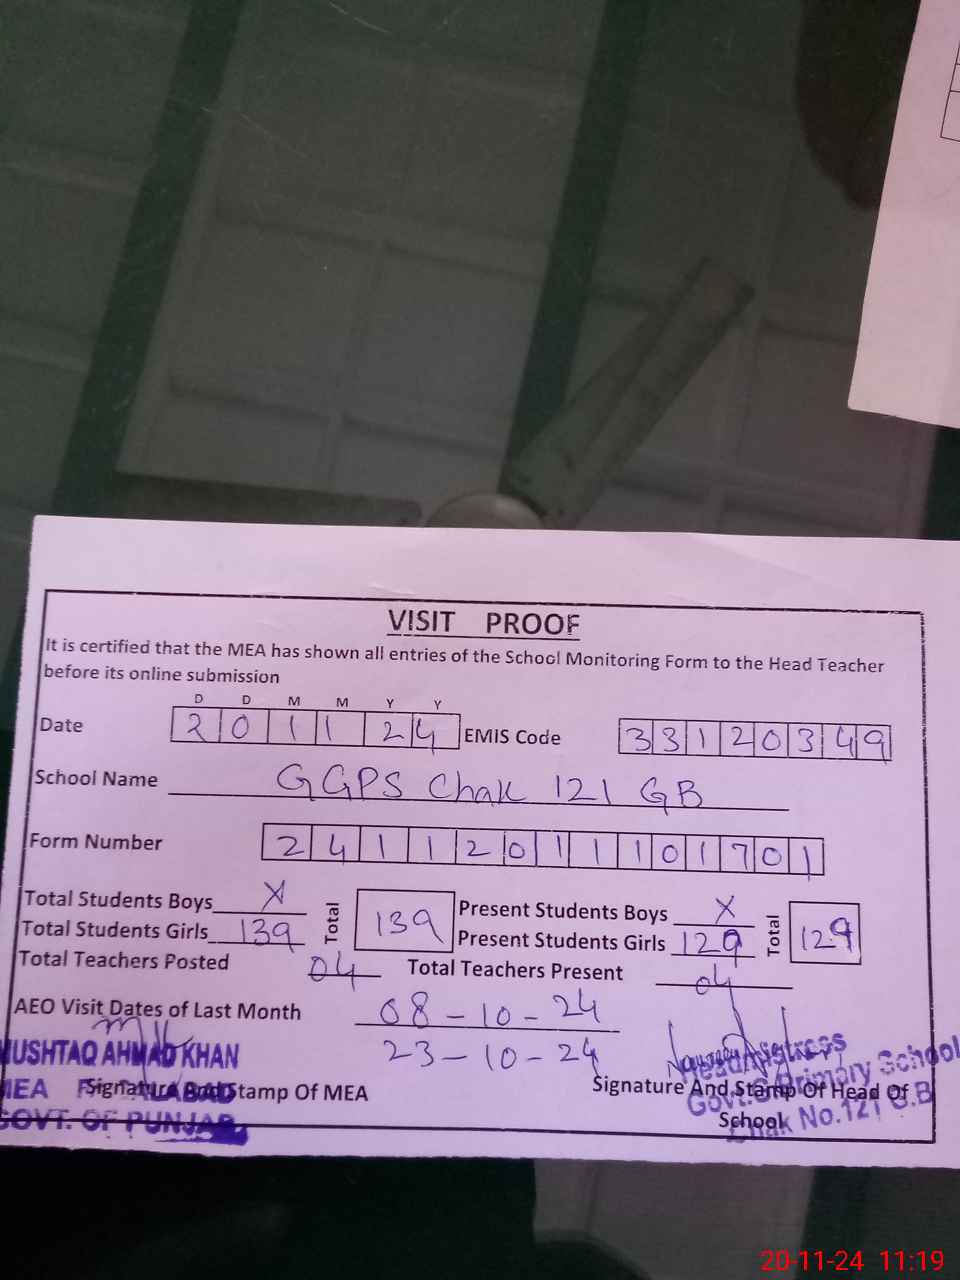 VISIT PROOF
It is certified that the MEA has shown all entries of the School Monitoring Form to the Head Teacher
before its online submission
D D M M Y Y
Date 2 0 1 1 2 4 EMIS Code 3 3 1 2 0 3 4 9
School Name GGPS Chak 121 GB
Form Number 2 4 1 1 2 0 1 1 1 0 1 7 0 1
Total Students Boys X Total 139 Present Students Boys X Total 129
Total Students Girls 139 Present Students Girls 129
Total Teachers Posted 04 Total Teachers Present 04
AEO Visit Dates of Last Month 08-10-24
23-10-24
MUSHTAQ AHMAD KHAN
MEA
GOVT. OF PUNJAB
Signature And Stamp Of MEA
Headmistress
Govt. G. Primary School
Chak No. 121 G.B
Signature And Stamp Of Head Of
School
20-11-24 11:19